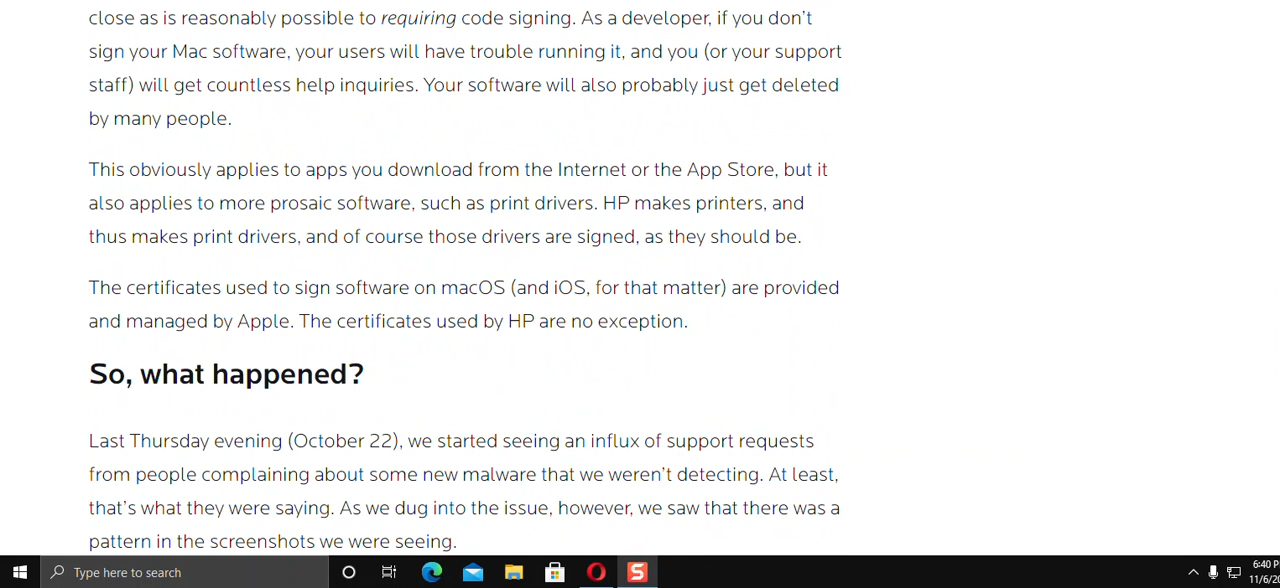 close as is reasonably possible to requiring code signing. As a developer, if you don't
sign your Mac software, your users will have trouble running it, and you (or your support
staff) will get countless help inquiries. Your software will also probably just get deleted
by many people.
This obviously applies to apps you download from the Internet or the App Store, but it
also applies to more prosaic software, such as print drivers. HP makes printers, and
thus makes print drivers, and of course those drivers are signed, as they should be.
The certificates used to sign software on macOS (and iOS, for that matter) are provided
and managed by Apple. The certificates used by HP are no exception.
So, what happened?
Last Thursday evening (October 22), we started seeing an influx of support requests
from people complaining about some new malware that we weren't detecting. At least,
that's what they were saying. As we dug into the issue, however, we saw that there was a
pattern in the screenshots we were seeing.
Type here to search
6:40 P
11/6/20